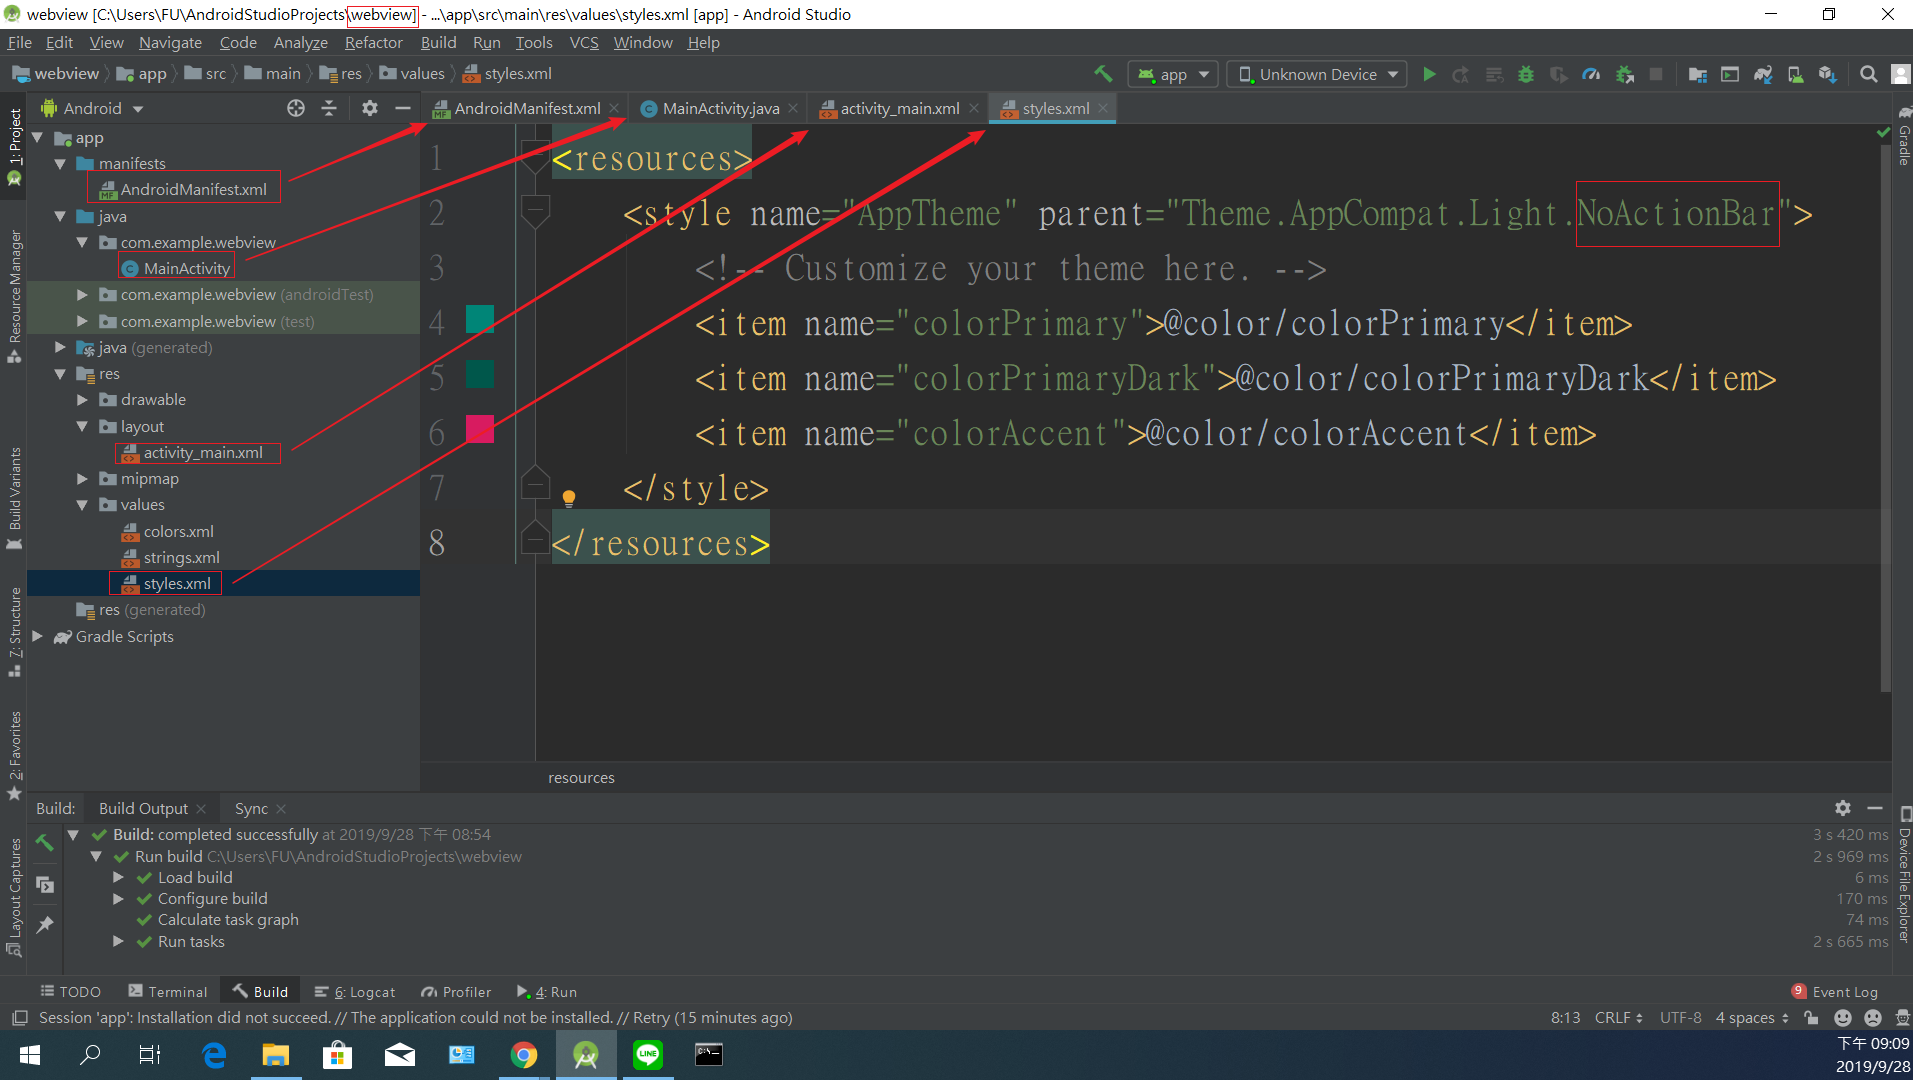 webview [C:\Users\FU\AndroidStudioProjects\webview] - ...\app\src\main\res\values\styles.xml [app] - Android Studio
File Edit View Navigate Code Analyze Refactor Build Run Tools VCS Window Help
webview app src main res values styles.xml
app Unknown Device
Android
AndroidManifest.xml MainActivity.java activity_main.xml styles.xml
1: Project
Resource Manager
Build Variants
7: Structure
2: Favorites
Layout Captures
app
manifests
AndroidManifest.xml
java
com.example.webview
MainActivity
com.example.webview (androidTest)
com.example.webview (test)
java (generated)
res
drawable
layout
activity_main.xml
mipmap
values
colors.xml
strings.xml
styles.xml
res (generated)
Gradle Scripts
1 <resources>
2 <style name="AppTheme" parent="Theme.AppCompat.Light.NoActionBar">
3 <!-- Customize your theme here. -->
4 <item name="colorPrimary">@color/colorPrimary</item>
5 <item name="colorPrimaryDark">@color/colorPrimaryDark</item>
6 <item name="colorAccent">@color/colorAccent</item>
7 </style>
8 </resources>
resources
Gradle
Device File Explorer
Build: Build Output Sync
Build: completed successfully at 2019/9/28 下午 08:54 3 s 420 ms
Run build C:\Users\FU\AndroidStudioProjects\webview 2 s 969 ms
Load build 6 ms
Configure build 170 ms
Calculate task graph 74 ms
Run tasks 2 s 665 ms
TODO Terminal Build 6: Logcat Profiler 4: Run 9 Event Log
Session 'app': Installation did not succeed. // The application could not be installed. // Retry (15 minutes ago) 8:13 CRLF UTF-8 4 spaces
LINE
下午 09:09
2019/9/28